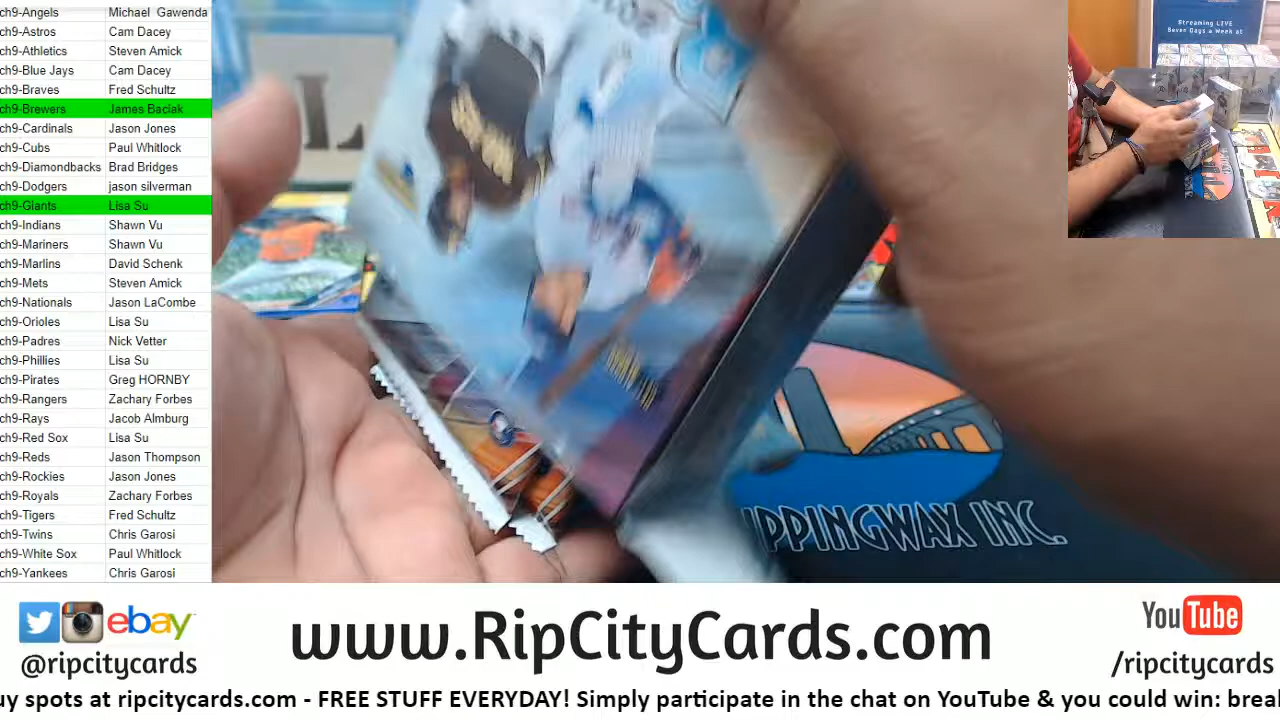 ch9-Angels Michael Gawenda
ch9-Astros Cam Dacey
ch9-Athletics Steven Amick
ch9-Blue Jays Cam Dacey
ch9-Braves Fred Schultz
ch9-Brewers James Baciak
ch9-Cardinals Jason Jones
ch9-Cubs Paul Whitlock
ch9-Diamondbacks Brad Bridges
ch9-Dodgers jason silverman
ch9-Giants Lisa Su
ch9-Indians Shawn Vu
ch9-Mariners Shawn Vu
ch9-Marlins David Schenk
ch9-Mets Steven Amick
ch9-Nationals Jason LaCombe
ch9-Orioles Lisa Su
ch9-Padres Nick Vetter
ch9-Phillies Lisa Su
ch9-Pirates Greg HORNBY
ch9-Rangers Zachary Forbes
ch9-Rays Jacob Almburg
ch9-Red Sox Lisa Su
ch9-Reds Jason Thompson
ch9-Rockies Jason Jones
ch9-Royals Zachary Forbes
ch9-Tigers Fred Schultz
ch9-Twins Chris Garosi
ch9-White Sox Paul Whitlock
ch9-Yankees Chris Garosi
Streaming LIVE
Seven Days a Week at
IPPINGWAX INC.
ebay
@ripcitycards
www.RipCityCards.com
YouTube
/ripcitycards
uy spots at ripcitycards.com - FREE STUFF EVERYDAY! Simply participate in the chat on YouTube & you could win: brea